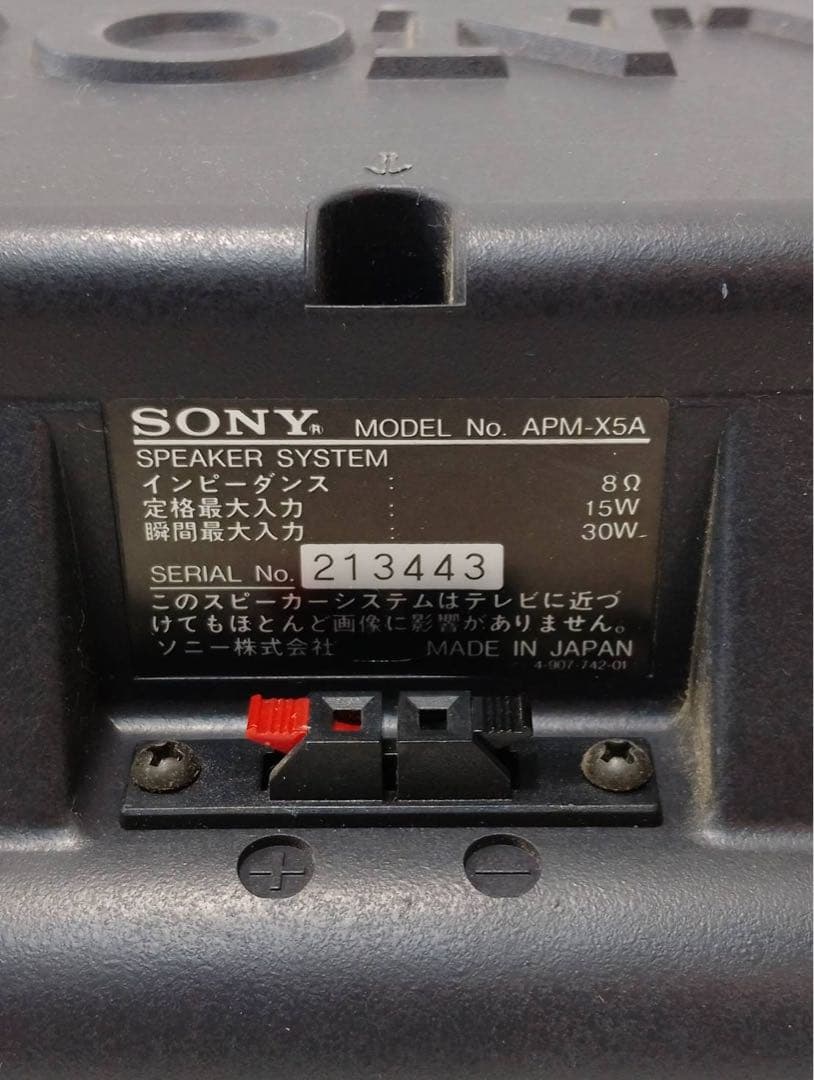 SONY
SONY® MODEL No. APM-X5A
SPEAKER SYSTEM
インピーダンス : 8Ω
定格最大入力 : 15W
瞬間最大入力 : 30W
SERIAL No. 213443
このスピーカーシステムはテレビに近づ
けてもほとんど画像に影響がありません。
ソニー株式会社 MADE IN JAPAN
4-907-742-01
+ −